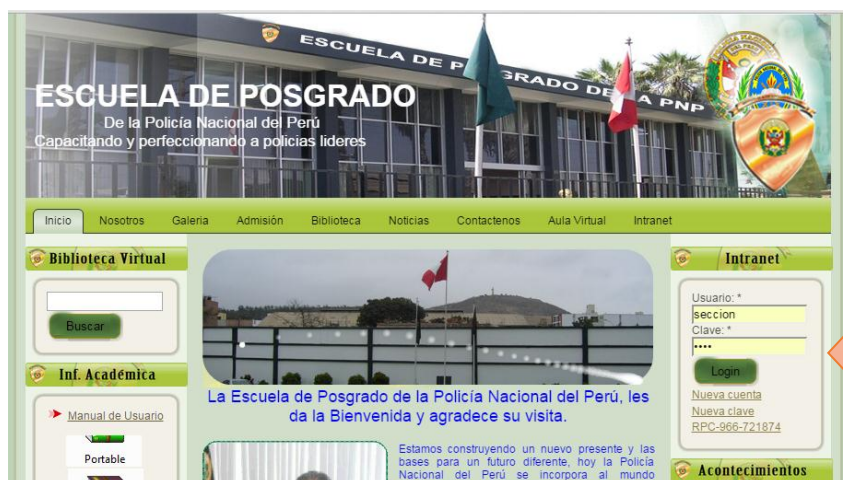 ESCUELA DE POSGRADO DE LA PNP
ESCUELA DE POSGRADO
De la Policía Nacional del Perú
Capacitando y perfeccionando a policias lideres
Inicio Nosotros Galeria Admisión Biblioteca Noticias Contactenos Aula Virtual Intranet
Biblioteca Virtual
Buscar
Inf. Académica
Manual de Usuario
Portable
La Escuela de Posgrado de la Policía Nacional del Perú, les
da la Bienvenida y agradece su visita.
Estamos construyendo un nuevo presente y las
bases para un futuro diferente, hoy la Policía
Nacional del Perú se incorpora al mundo
Intranet
Usuario: *
seccion
Clave: *
••••
Login
Nueva cuenta
Nueva clave
RPC-966-721874
Acontecimientos